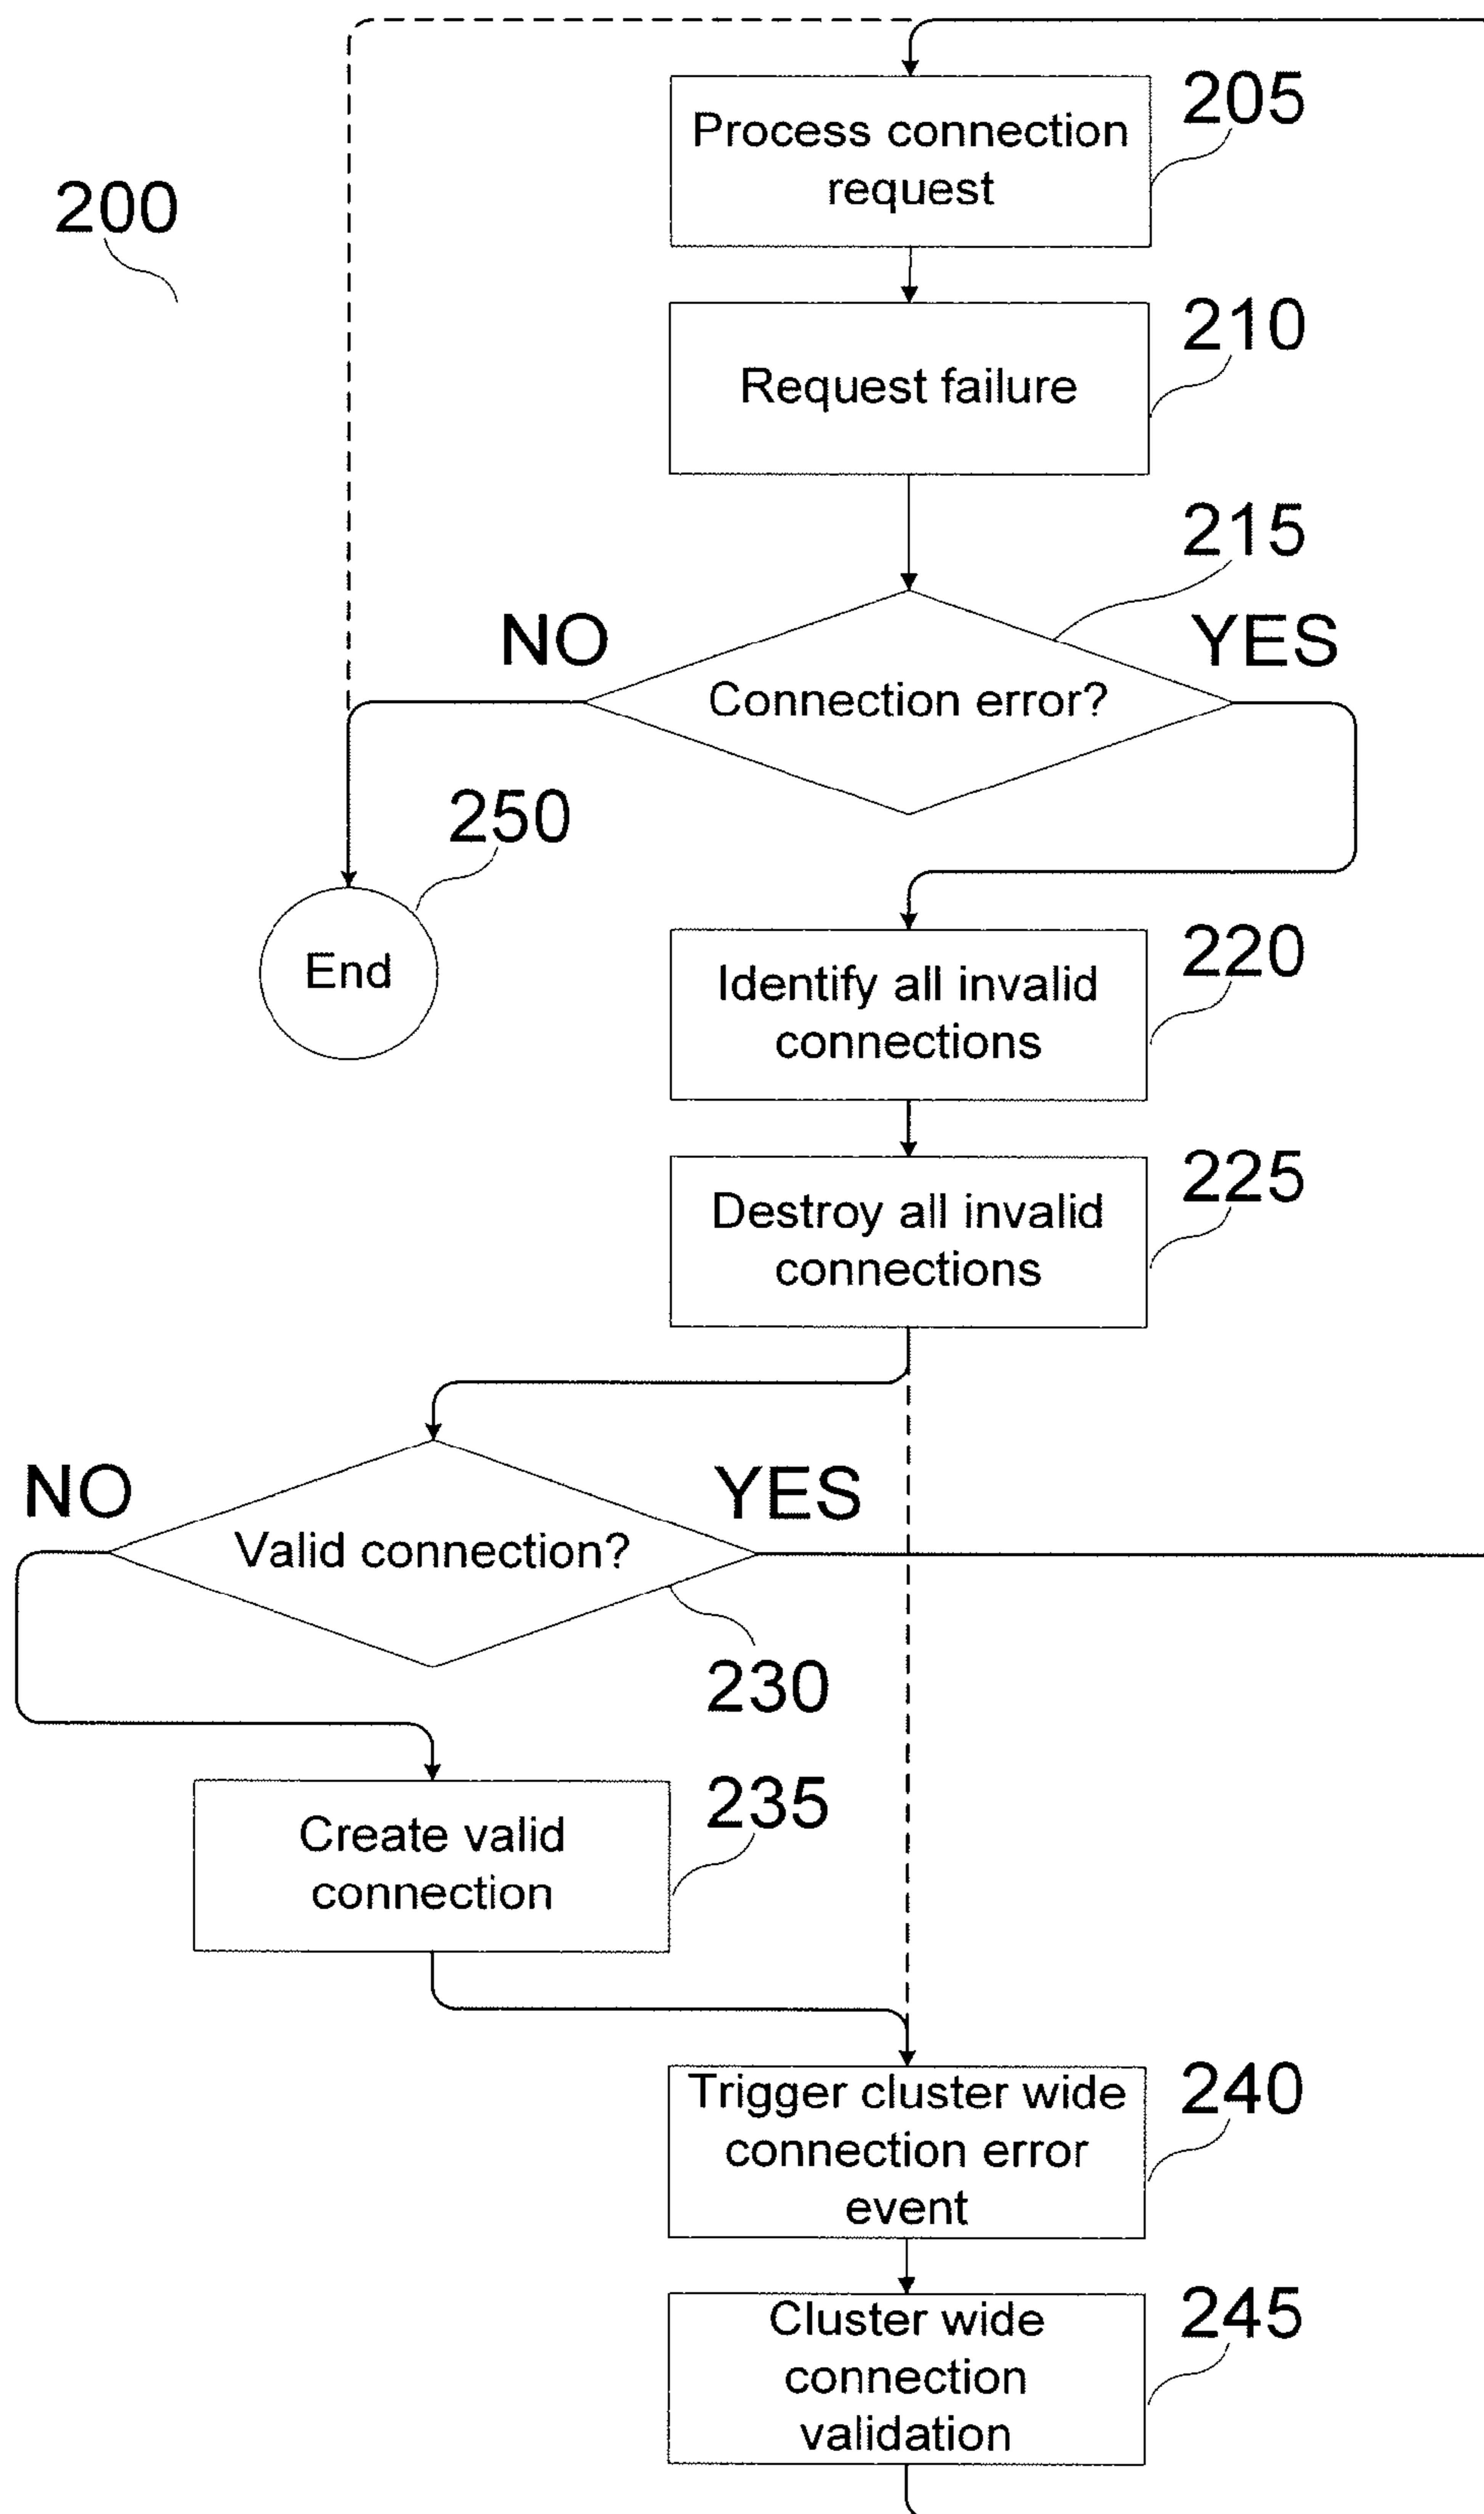 205
Process connection
request
200
210
Request failure
215
NO
YES
Connection error?
250
End
220
Identify all invalid
connections
225
Destroy all invalid
connections
NO
YES
Valid connection?
230
235
Create valid
connection
240
Trigger cluster wide
connection error
event
245
Cluster wide
connection
validation